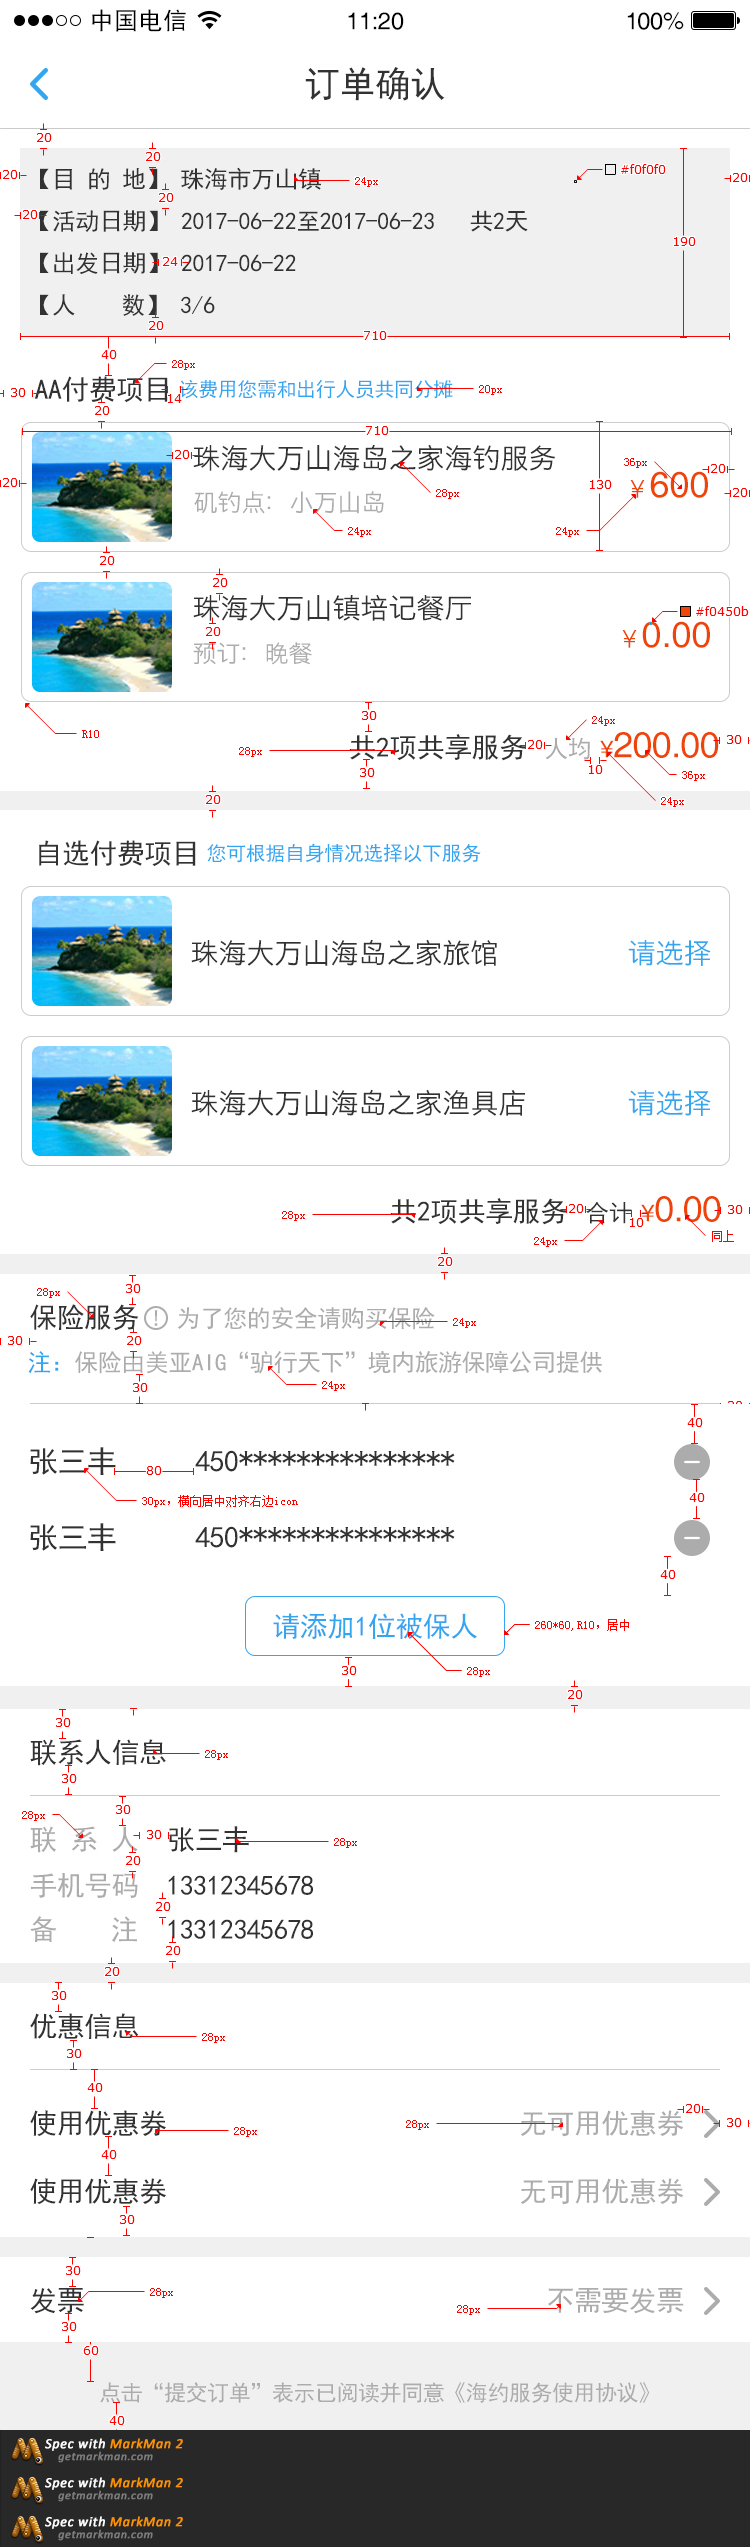 中国电信 11:20 100%
订单确认
20
20
【目 的 地】 珠海市万山镇 24px #f0f0f0
20 20
20
20 【活动日期】 2017-06-22至2017-06-23 共2天
190
【出发日期】 24 2017-06-22
【人 数】 3/6
20
710
40
28px
30 AA付费项目 14 该费用您需和出行人员共同分摊 20px
20
710
20 珠海大万山海岛之家海钓服务 36px 20
20 130 ¥600 20
矶钓点: 小万山岛 28px
24px 24px
20
20
珠海大万山镇培记餐厅 #f0450b
20 ¥0.00
预订: 晚餐
R10
30 24px
28px 共2项共享服务 20 人均 ¥200.00 30
30 10 36px
20 24px
自选付费项目 您可根据自身情况选择以下服务
珠海大万山海岛之家旅馆 请选择
珠海大万山海岛之家渔具店 请选择
28px 共2项共享服务 20 合计 10 ¥0.00 30
24px 同上
20
28px 30
保险服务 为了您的安全请购买保险 24px
30 20
注: 保险由美亚AIG“驴行天下”境内旅游保障公司提供
30 24px
40
张三丰 80 450***************
30px, 横向居中对齐右边icon 40
张三丰 450***************
40
请添加1位被保人 260*60,R10, 居中
30 28px
20
30
联系人信息 28px
30
30
28px
联 系 人 30 张三丰 28px
20
手机号码 13312345678
20
备 注 13312345678
20
20
30
优惠信息 28px
30
40
使用优惠券 28px 28px 无可用优惠券 20 30
40
使用优惠券 无可用优惠券
30
30
发票 28px 28px 不需要发票
30
60
点击“提交订单”表示已阅读并同意《海约服务使用协议》
40
Spec with MarkMan 2
getmarkman.com
Spec with MarkMan 2
getmarkman.com
Spec with MarkMan 2
getmarkman.com